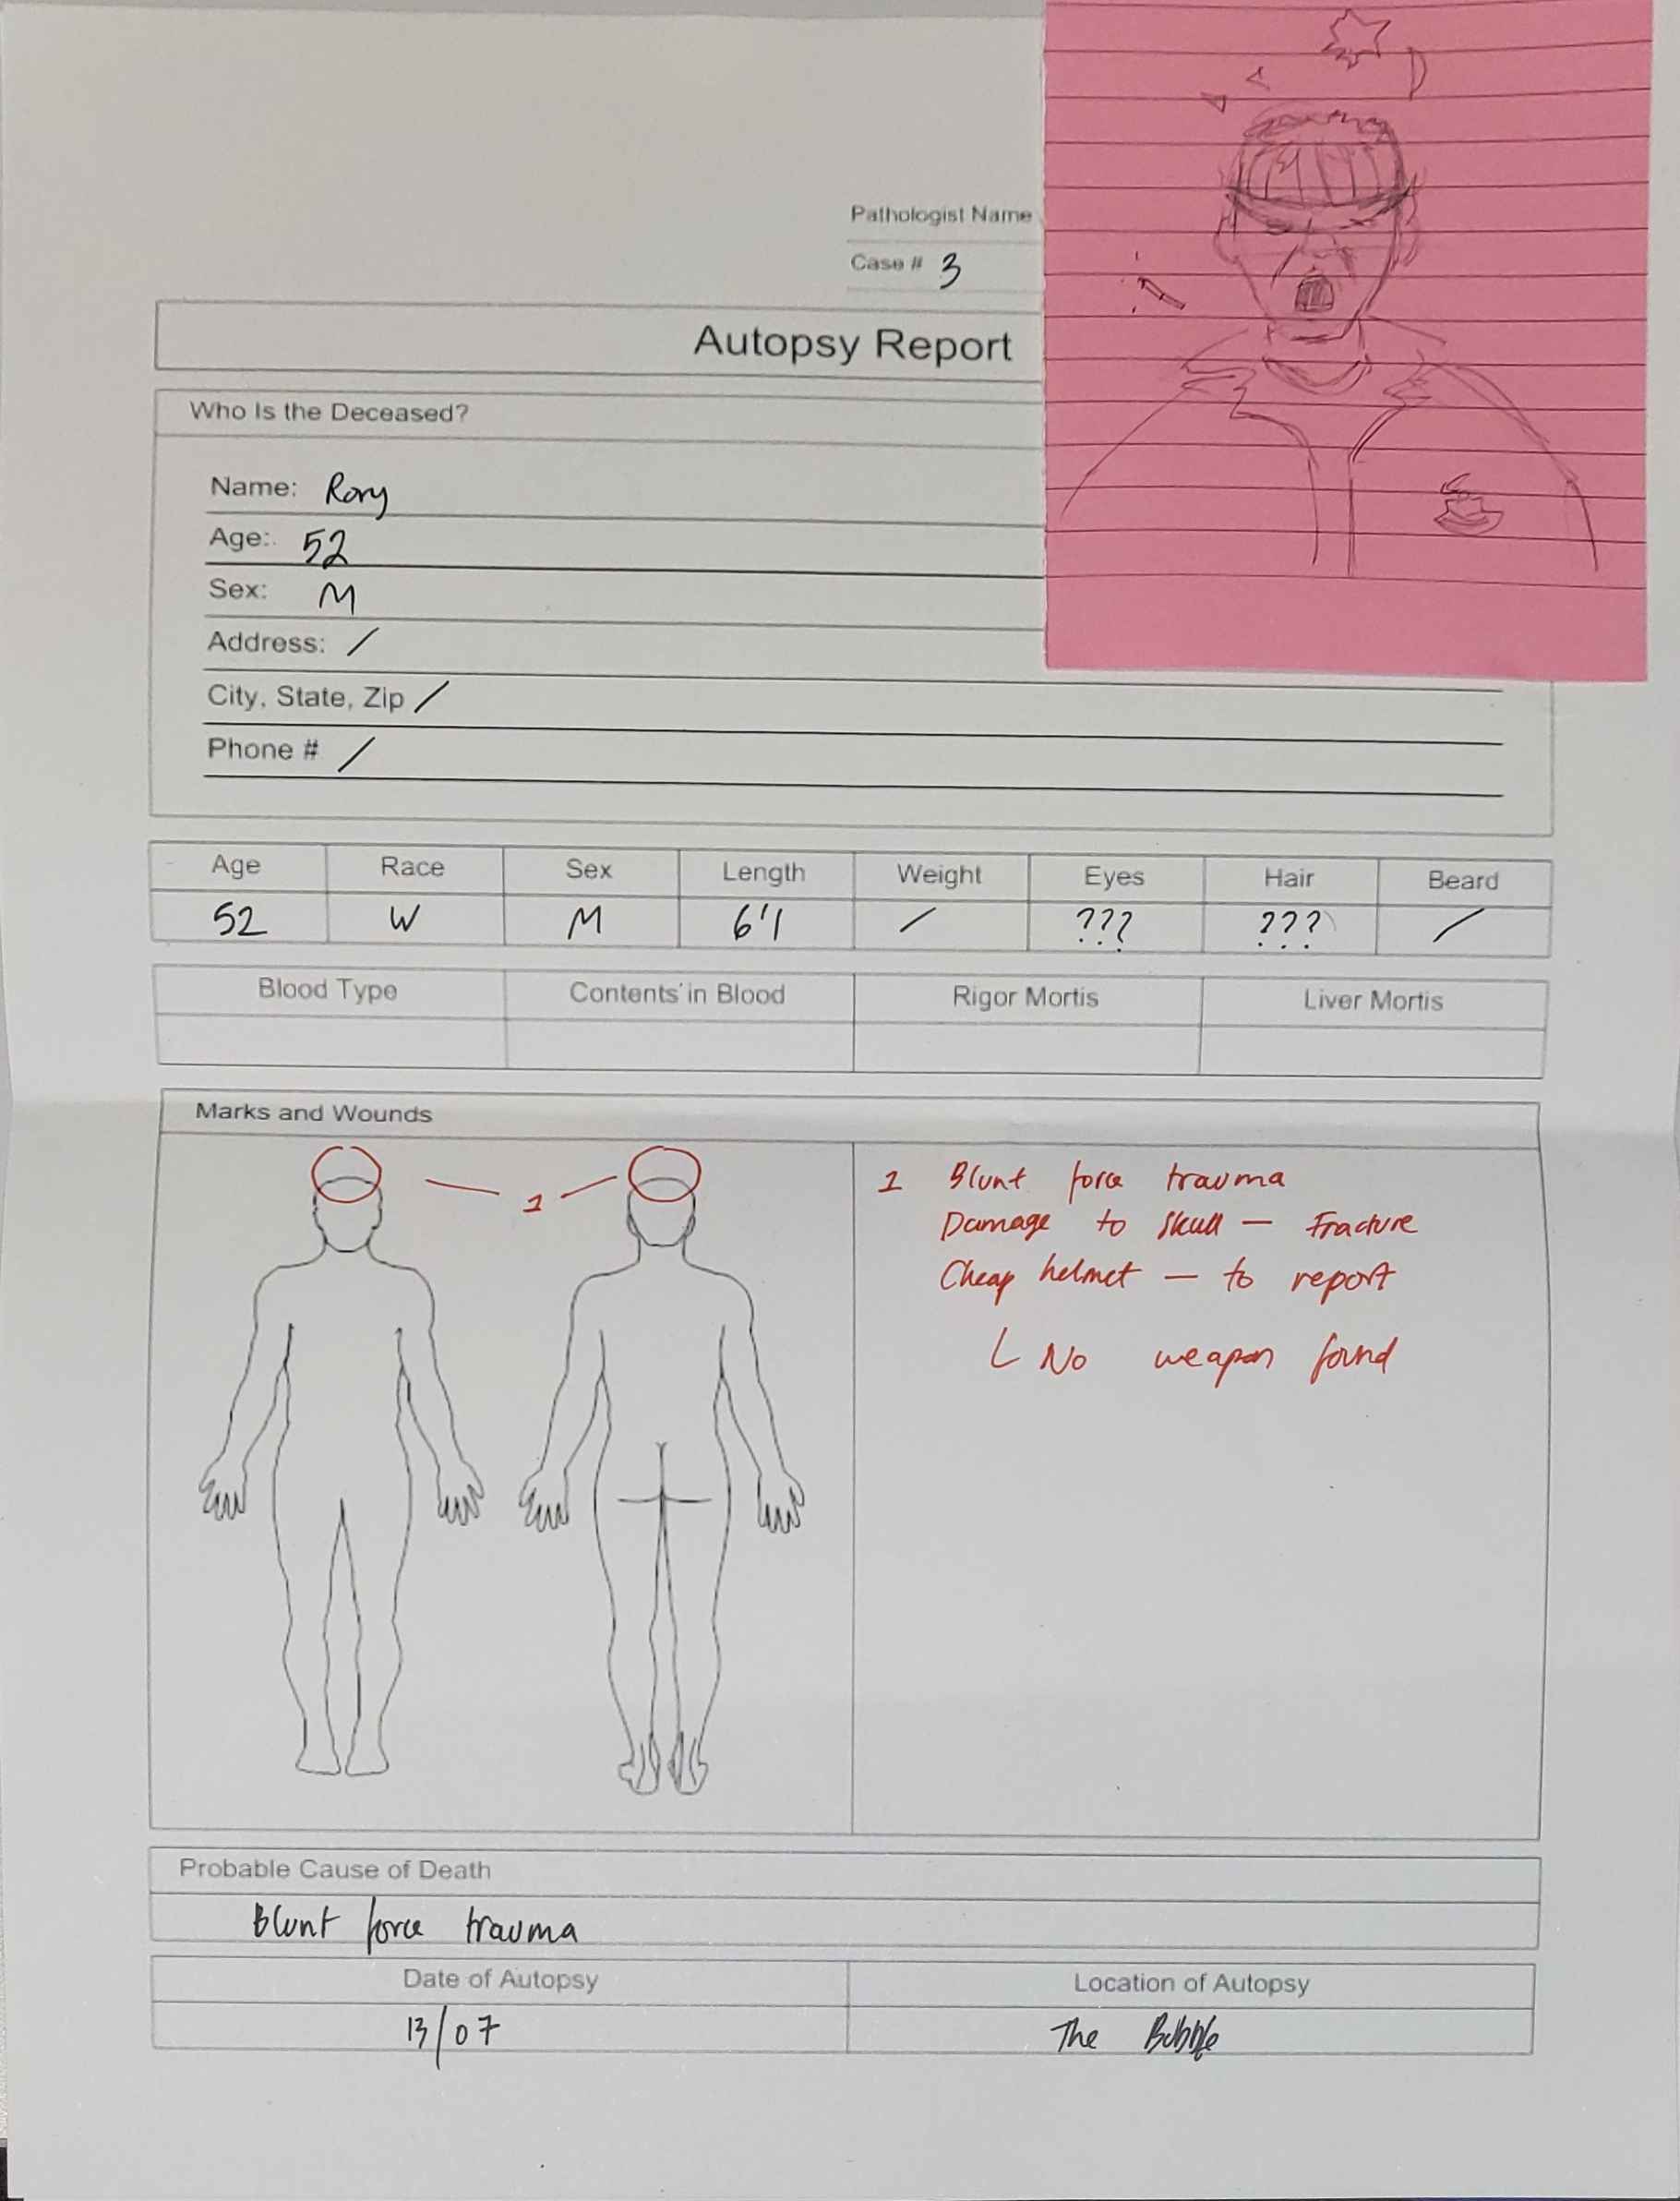 Pathologist Name
Case # 3
Autopsy Report
Who Is the Deceased?
Name: Rory
Age: 52
Sex: M
Address: /
City, State, Zip /
Phone # /
Age Race Sex Length Weight Eyes Hair Beard
52 W M 6'1 / ??? ??? /
Blood Type Contents in Blood Rigor Mortis Liver Mortis
Marks and Wounds
1
1 Blunt force trauma
Damage to skull — Fracture
Cheap helmet — to report
No weapon found
Probable Cause of Death
Blunt force trauma
Date of Autopsy Location of Autopsy
13/07 The Bubble